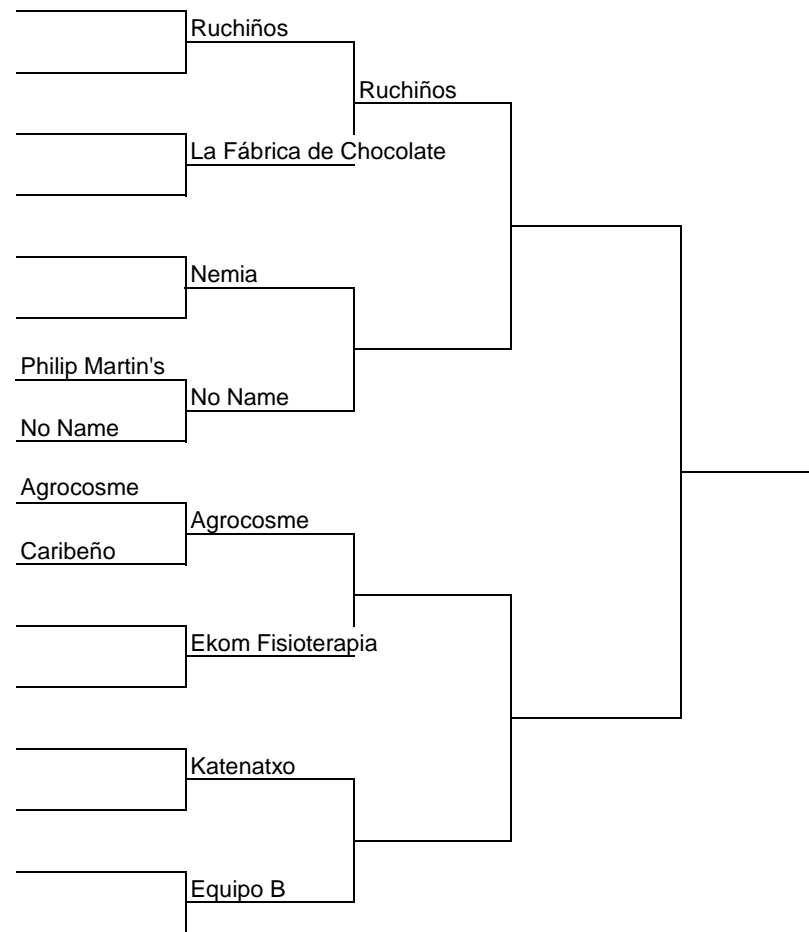 Ruchiños
Ruchiños
La Fábrica de Chocolate
Nemia
Philip Martin's
No Name
No Name
Agrocosme
Agrocosme
Caribeño
Ekom Fisioterapia
Katenatxo
Equipo B